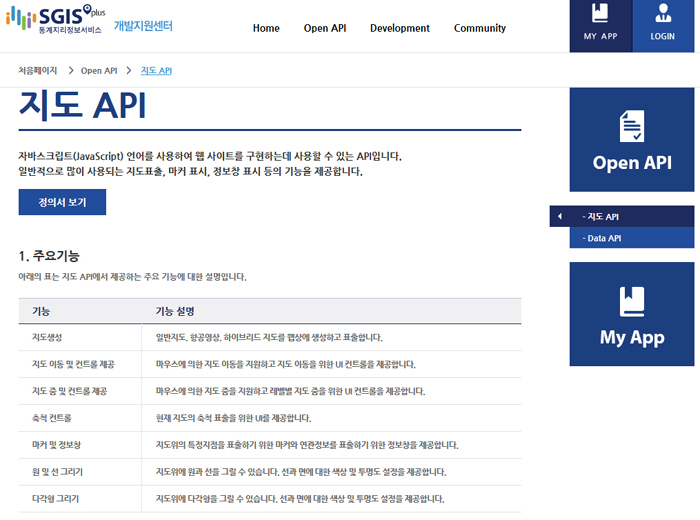 SGIS plus
통계지리정보서비스
개발지원센터
Home Open API Development Community
MY APP
LOGIN
처음페이지 > Open API > 지도 API
지도 API
자바스크립트(JavaScript) 언어를 사용하여 웹 사이트를 구현하는데 사용할 수 있는 API입니다.
일반적으로 많이 사용되는 지도표출, 마커 표시, 정보창 표시 등의 기능을 제공합니다.
정의서 보기
1. 주요기능
아래의 표는 지도 API에서 제공하는 주요 기능에 대한 설명입니다.
기능 기능 설명
지도생성 일반지도, 항공영상, 하이브리드 지도를 웹상에 생성하고 표출합니다.
지도 이동 및 컨트롤 제공 마우스에 의한 지도 이동을 지원하고 지도 이동을 위한 UI 컨트롤을 제공합니다.
지도 줌 및 컨트롤 제공 마우스에 의한 지도 줌을 지원하고 레벨별 지도 줌을 위한 UI 컨트롤을 제공합니다.
축척 컨트롤 현재 지도의 축척 표출을 위한 UI를 제공합니다.
마커 및 정보창 지도위의 특정지점을 표출하기 위한 마커와 연관정보를 표출하기 위한 정보창을 제공합니다.
원 및 선 그리기 지도위에 원과 선을 그릴 수 있습니다. 선과 면에 대한 색상 및 투명도 설정을 제공합니다.
다각형 그리기 지도위에 다각형을 그릴 수 있습니다. 선과 면에 대한 색상 및 투명도 설정을 제공합니다.
Open API
- 지도 API
- Data API
My App